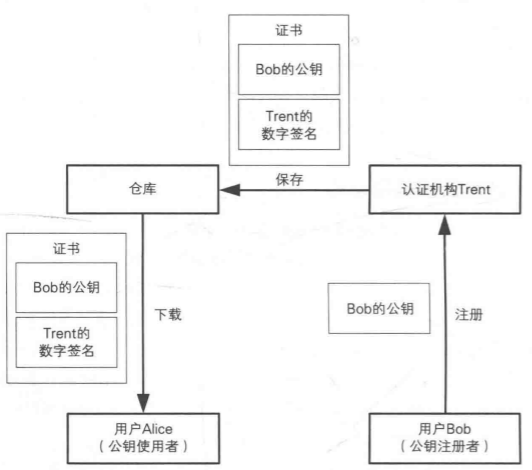 证书
Bob的公钥
Trent的
数字签名
仓库
保存
认证机构Trent
证书
Bob的公钥
Trent的
数字签名
下载
Bob的公钥
注册
用户Alice
（公钥使用者）
用户Bob
（公钥注册者）